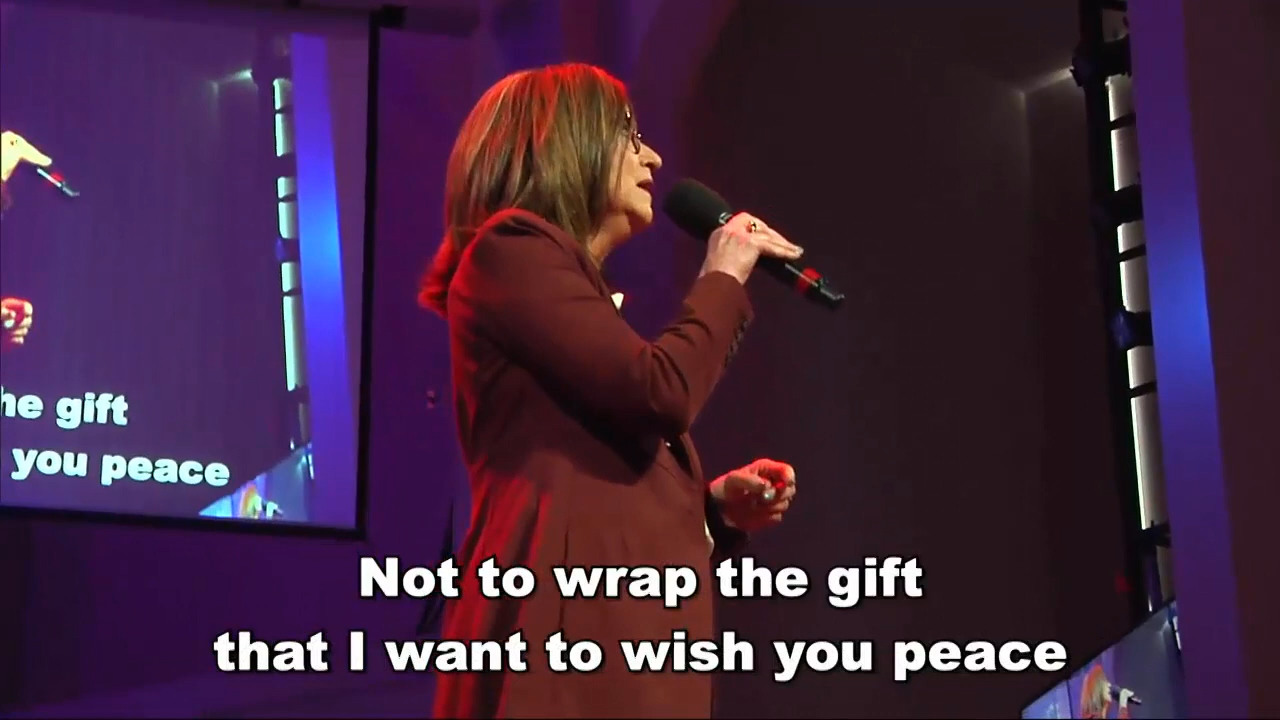 he gift
you peace
Not to wrap the gift
that I want to wish you peace